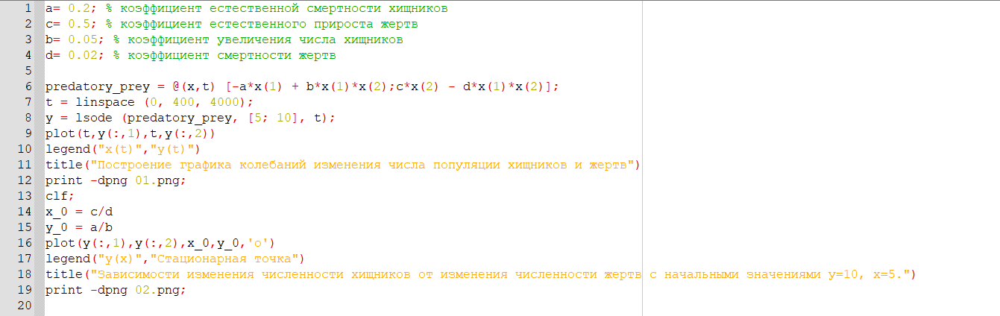 1 a= 0.2; % коэффициент естественной смертности хищников
2 c= 0.5; % коэффициент естественного прироста жертв
3 b= 0.05; % коэффициент увеличения числа хищников
4 d= 0.02; % коэффициент смертности жертв
5
6 predatory_prey = @(x,t) [-a*x(1) + b*x(1)*x(2);c*x(2) - d*x(1)*x(2)];
7 t = linspace (0, 400, 4000);
8 y = lsode (predatory_prey, [5; 10], t);
9 plot(t,y(:,1),t,y(:,2))
10 legend("x(t)","y(t)")
11 title("Построение графика колебаний изменения числа популяции хищников и жертв")
12 print -dpng 01.png;
13 clf;
14 x_0 = c/d
15 y_0 = a/b
16 plot(y(:,1),y(:,2),x_0,y_0,'o')
17 legend("y(x)","Стационарная точка")
18 title("Зависимости изменения численности хищников от изменения численности жертв с начальными значениями y=10, x=5.")
19 print -dpng 02.png;
20